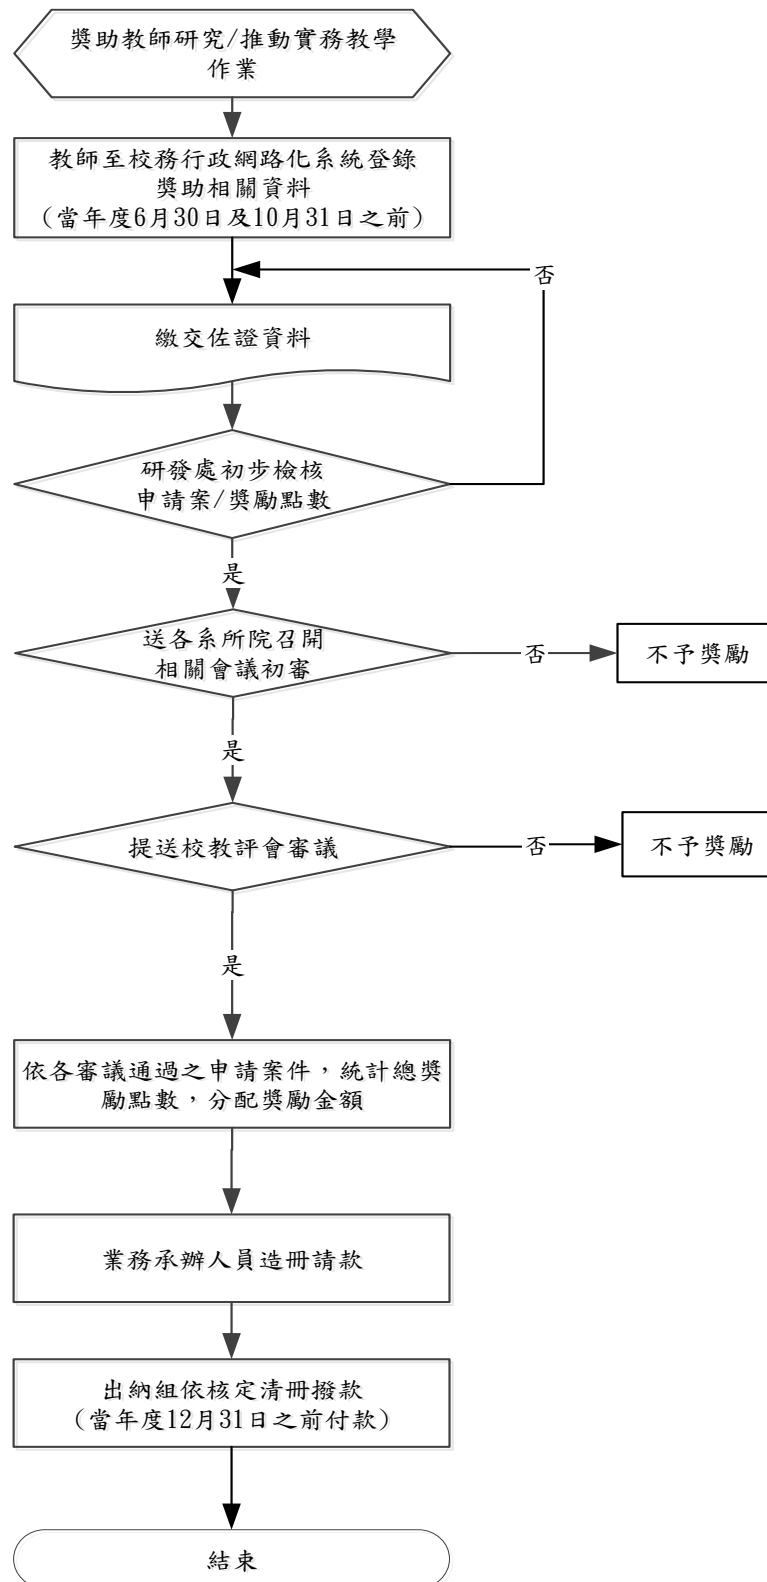 獎助教師研究/推動實務教學
作業
教師至校務行政網路化系統登錄
獎助相關資料
（當年度6月30日及10月31日之前）
否
繳交佐證資料
研發處初步檢核
申請案/獎勵點數
是
送各系所院召開
相關會議初審
否
不予獎勵
是
提送校教評會審議
否
不予獎勵
是
依各審議通過之申請案件，統計總獎
勵點數，分配獎勵金額
業務承辦人員造冊請款
出納組依核定清冊撥款
（當年度12月31日之前付款）
結束